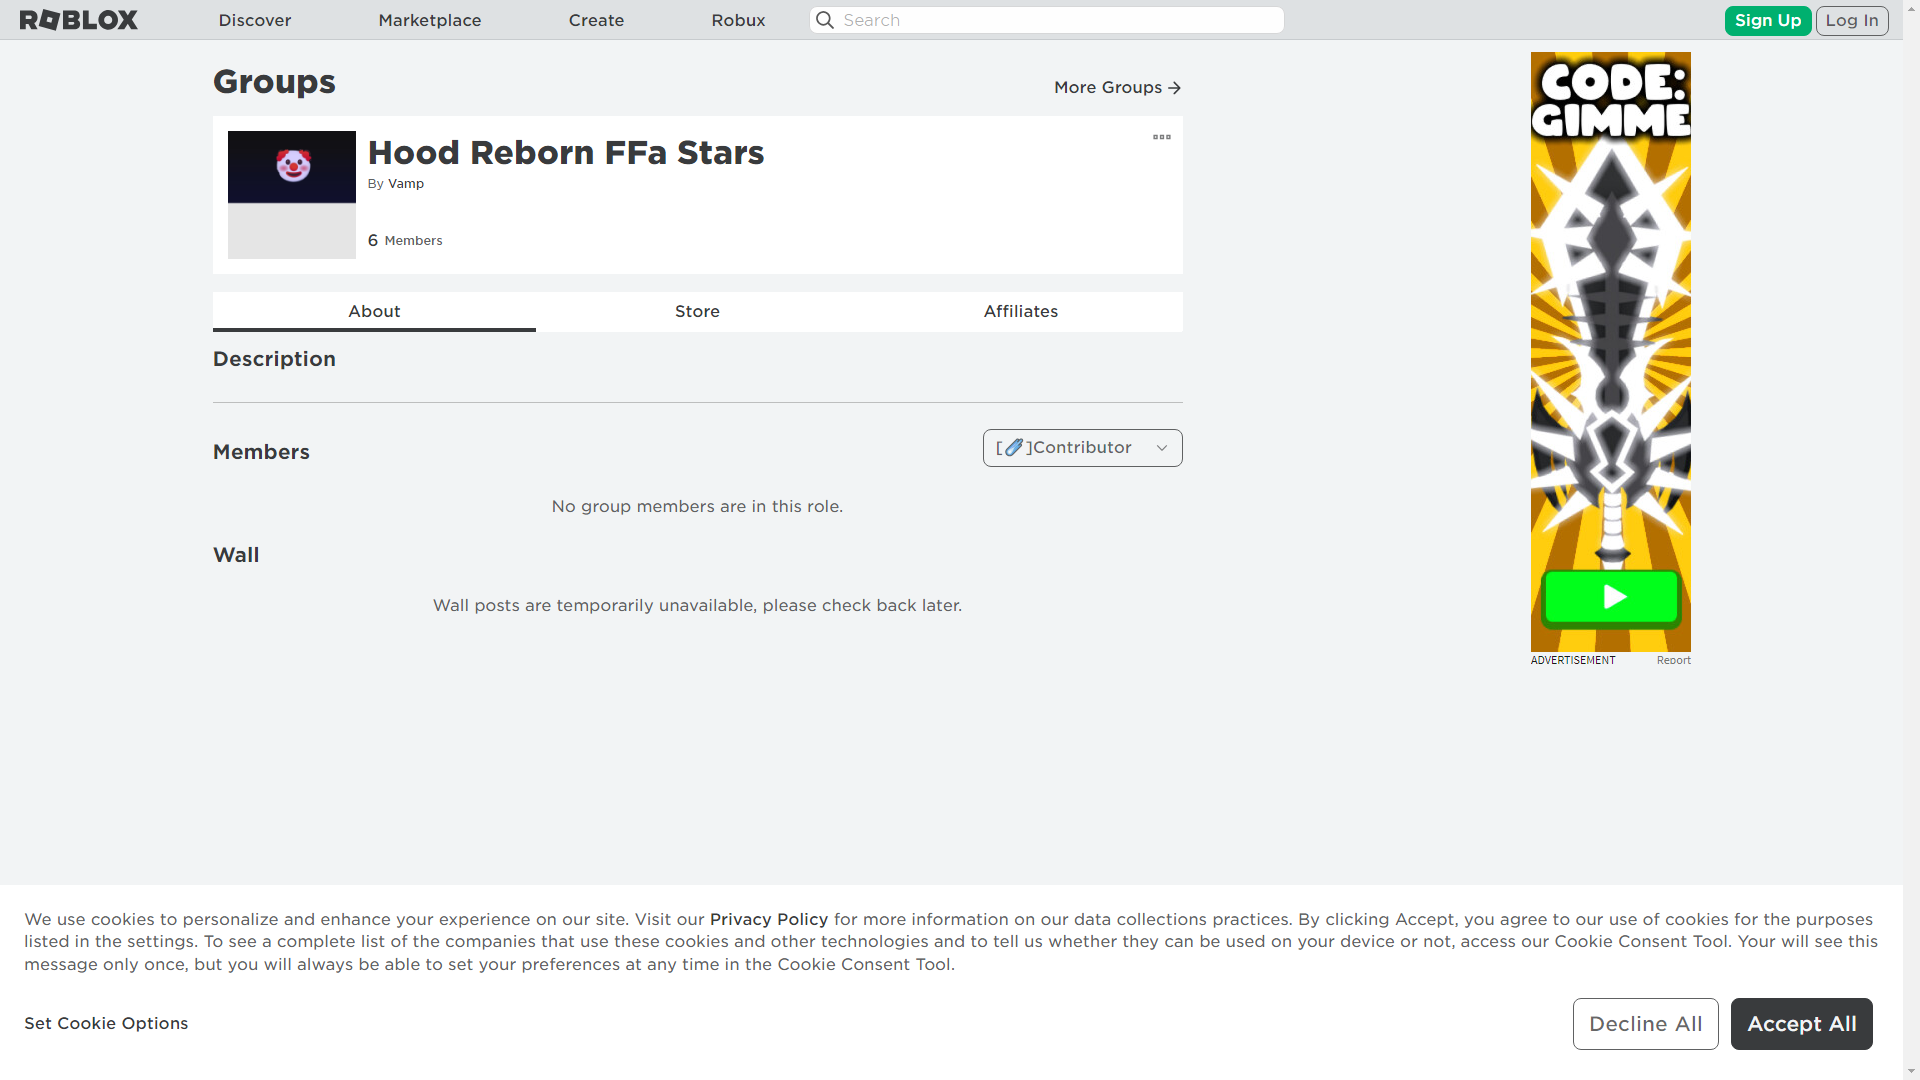 ROBLOX
Discover
Marketplace
Create
Robux
Search
Sign Up
Log In
Groups
More Groups
Hood Reborn FFa Stars
By Vamp
6 Members
About
Store
Affiliates
Description
Members
[🩹]Contributor
No group members are in this role.
Wall
Wall posts are temporarily unavailable, please check back later.
CODE:
GIMME
ADVERTISEMENT
Report
We use cookies to personalize and enhance your experience on our site. Visit our Privacy Policy for more information on our data collections practices. By clicking Accept, you agree to our use of cookies for the purposes
listed in the settings. To see a complete list of the companies that use these cookies and other technologies and to tell us whether they can be used on your device or not, access our Cookie Consent Tool. Your will see this
message only once, but you will always be able to set your preferences at any time in the Cookie Consent Tool.
Set Cookie Options
Decline All
Accept All